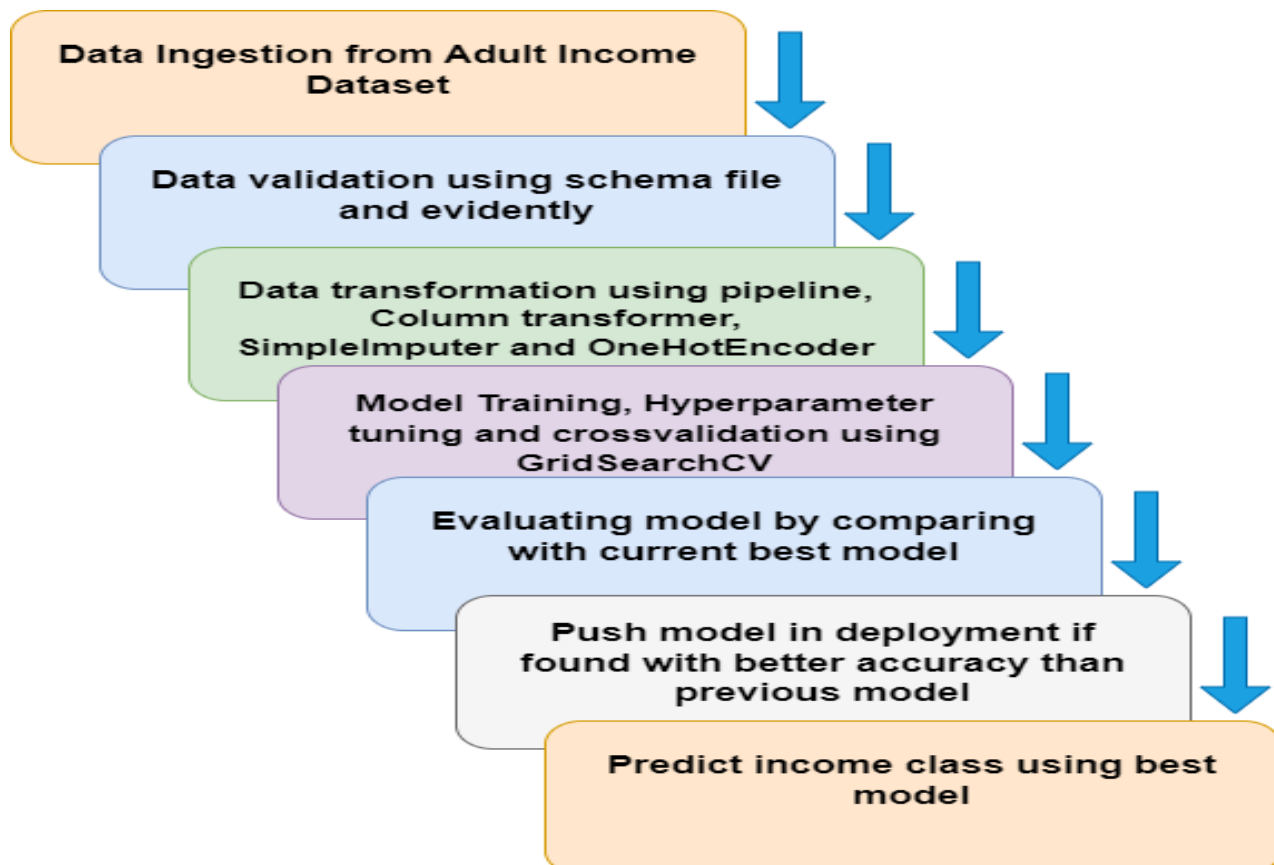 Data Ingestion from Adult Income
Dataset
Data validation using schema file
and evidently
Data transformation using pipeline,
Column transformer,
SimpleImputer and OneHotEncoder
Model Training, Hyperparameter
tuning and crossvalidation using
GridSearchCV
Evaluating model by comparing
with current best model
Push model in deployment if
found with better accuracy than
previous model
Predict income class using best
model